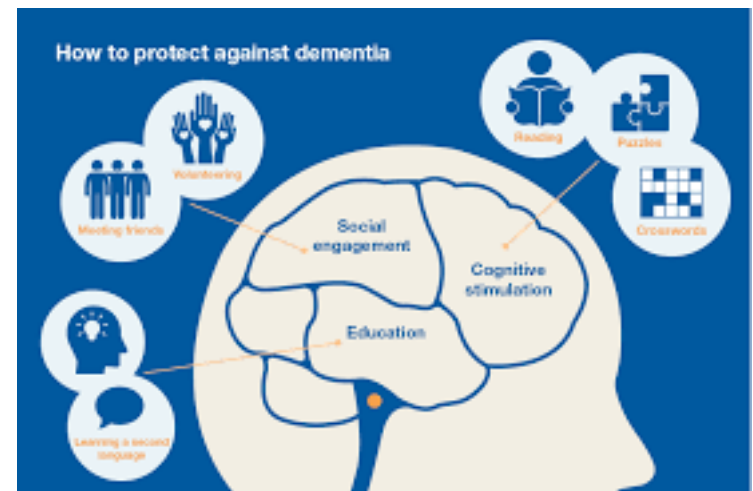 How to protect against dementia
Volunteering
Meeting friends
Reading
Puzzles
Crosswords
Social
engagement
Cognitive
stimulation
Education
Learning a second
language